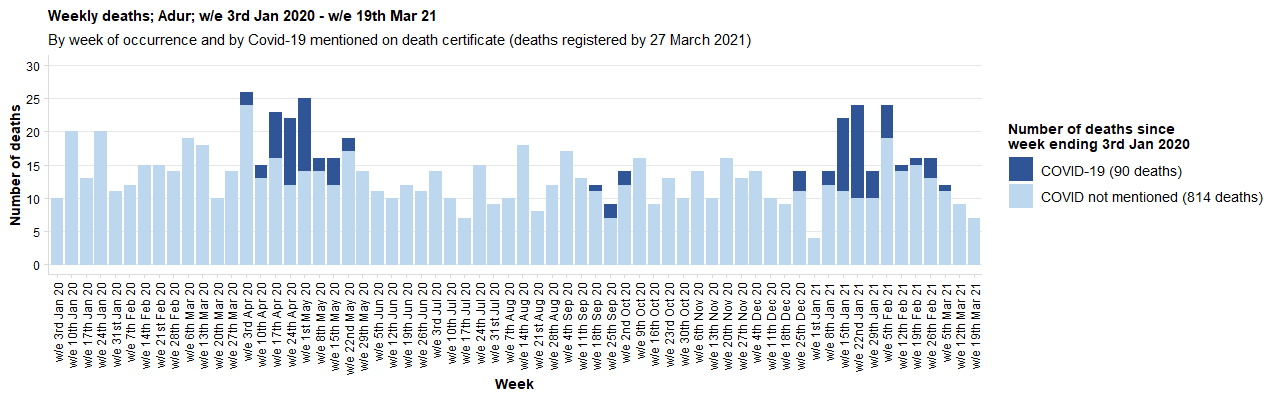 Weekly deaths; Adur; w/e 3rd Jan 2020 - w/e 19th Mar 21
By week of occurrence and by Covid-19 mentioned on death certificate (deaths registered by 27 March 2021)
Number of deaths
30
25
20
15
10
5
0
w/e 3rd Jan 20
w/e 10th Jan 20
w/e 17th Jan 20
w/e 24th Jan 20
w/e 31st Jan 20
w/e 7th Feb 20
w/e 14th Feb 20
w/e 21st Feb 20
w/e 28th Feb 20
w/e 6th Mar 20
w/e 13th Mar 20
w/e 20th Mar 20
w/e 27th Mar 20
w/e 3rd Apr 20
w/e 10th Apr 20
w/e 17th Apr 20
w/e 24th Apr 20
w/e 1st May 20
w/e 8th May 20
w/e 15th May 20
w/e 22nd May 20
w/e 29th May 20
w/e 5th Jun 20
w/e 12th Jun 20
w/e 19th Jun 20
w/e 26th Jun 20
w/e 3rd Jul 20
w/e 10th Jul 20
w/e 17th Jul 20
w/e 24th Jul 20
w/e 31st Jul 20
w/e 7th Aug 20
w/e 14th Aug 20
w/e 21st Aug 20
w/e 28th Aug 20
w/e 4th Sep 20
w/e 11th Sep 20
w/e 18th Sep 20
w/e 25th Sep 20
w/e 2nd Oct 20
w/e 9th Oct 20
w/e 16th Oct 20
w/e 23rd Oct 20
w/e 30th Oct 20
w/e 6th Nov 20
w/e 13th Nov 20
w/e 20th Nov 20
w/e 27th Nov 20
w/e 4th Dec 20
w/e 11th Dec 20
w/e 18th Dec 20
w/e 25th Dec 20
w/e 1st Jan 21
w/e 8th Jan 21
w/e 15th Jan 21
w/e 22nd Jan 21
w/e 29th Jan 21
w/e 5th Feb 21
w/e 12th Feb 21
w/e 19th Feb 21
w/e 26th Feb 21
w/e 5th Mar 21
w/e 12th Mar 21
w/e 19th Mar 21
Week
Number of deaths since
week ending 3rd Jan 2020
COVID-19 (90 deaths)
COVID not mentioned (814 deaths)